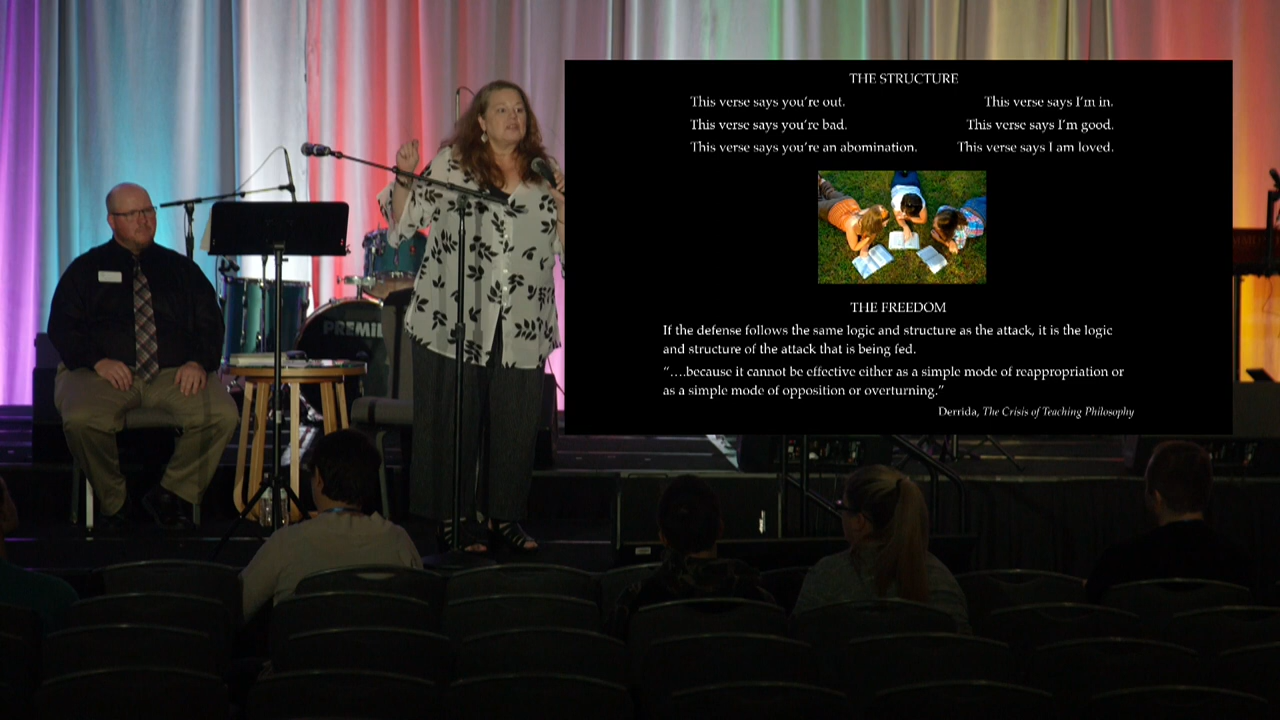 THE STRUCTURE
This verse says you're out. This verse says I'm in.
This verse says you're bad. This verse says I'm good.
This verse says you're an abomination. This verse says I am loved.
THE FREEDOM
If the defense follows the same logic and structure as the attack, it is the logic
and structure of the attack that is being fed.
“….because it cannot be effective either as a simple mode of reappropriation or
as a simple mode of opposition or overturning.”
Derrida, The Crisis of Teaching Philosophy
PREMI